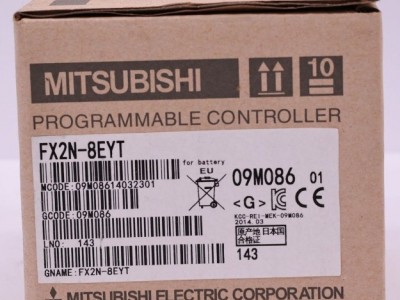 MITSUBISHI
10
PROGRAMMABLE CONTROLLER
FX2N-8EYT
for battery
EU
MCODE:09M08614032301
GCODE:09M086
09M086 01
<G>
CE
KCC-REI-MEK-09M086
2014.03
原产地 日本国
合格证
LNO: 143
143
GNAME:FX2N-8EYT
MITSUBISHI ELECTRIC CORPORATION